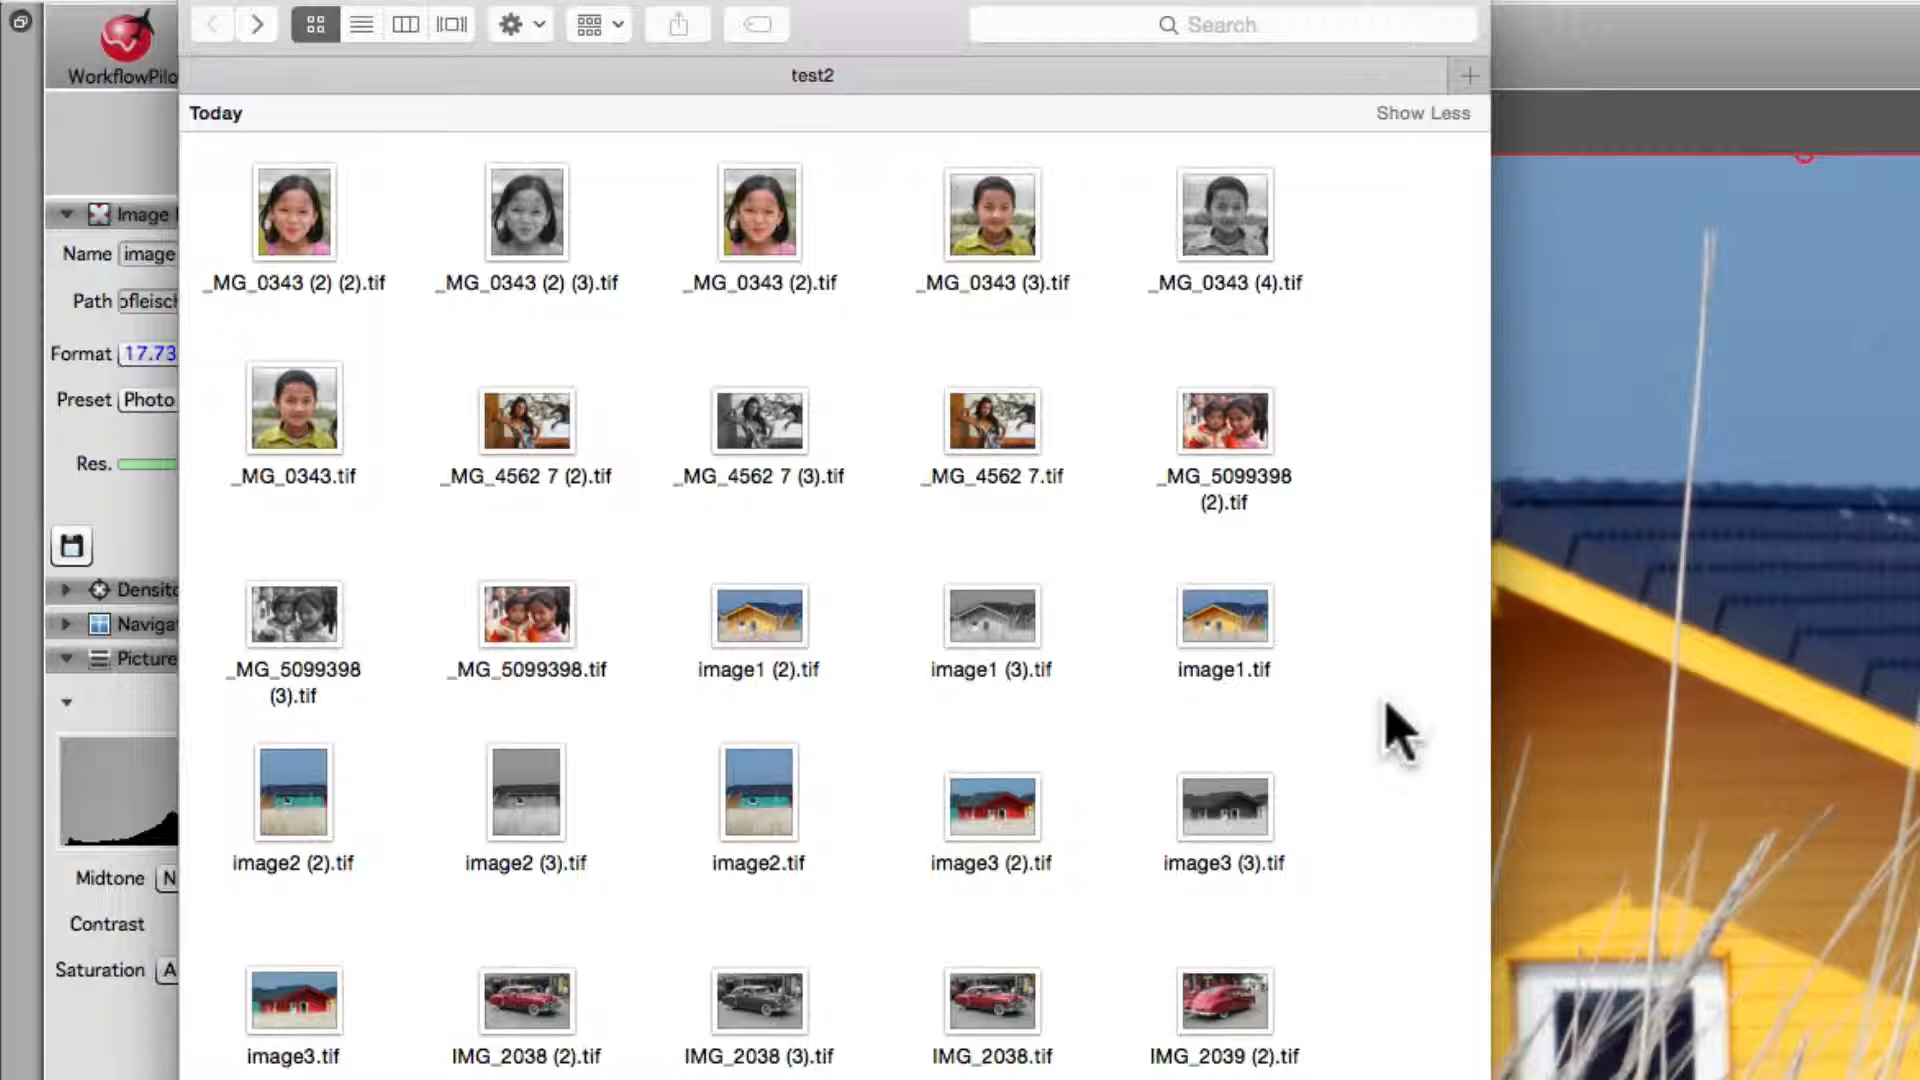 Search
WorkflowPilo
test2
Today
Show Less
_MG_0343 (2) (2).tif
_MG_0343 (2) (3).tif
_MG_0343 (2).tif
_MG_0343 (3).tif
_MG_0343 (4).tif
Image
Name image
Path ofleisch
Format 17.73
Preset Photo
Res.
_MG_0343.tif
_MG_4562 7 (2).tif
_MG_4562 7 (3).tif
_MG_4562 7.tif
_MG_5099398
(2).tif
Densito
Naviga
Picture
_MG_5099398
(3).tif
_MG_5099398.tif
image1 (2).tif
image1 (3).tif
image1.tif
image2 (2).tif
image2 (3).tif
image2.tif
image3 (2).tif
image3 (3).tif
Midtone N
Contrast
Saturation A
image3.tif
IMG_2038 (2).tif
IMG_2038 (3).tif
IMG_2038.tif
IMG_2039 (2).tif